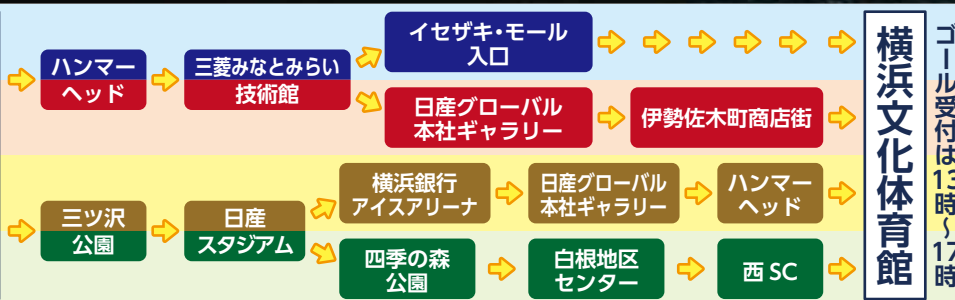 ハンマー
ヘッド
三菱みなとみらい
技術館
イセザキ・モール
入口
日産グローバル
本社ギャラリー
伊勢佐木町商店街
三ツ沢
公園
日産
スタジアム
横浜銀行
アイスアリーナ
日産グローバル
本社ギャラリー
ハンマー
ヘッド
四季の森
公園
白根地区
センター
西SC
横浜文化体育館
ゴール受付は13時〜17時